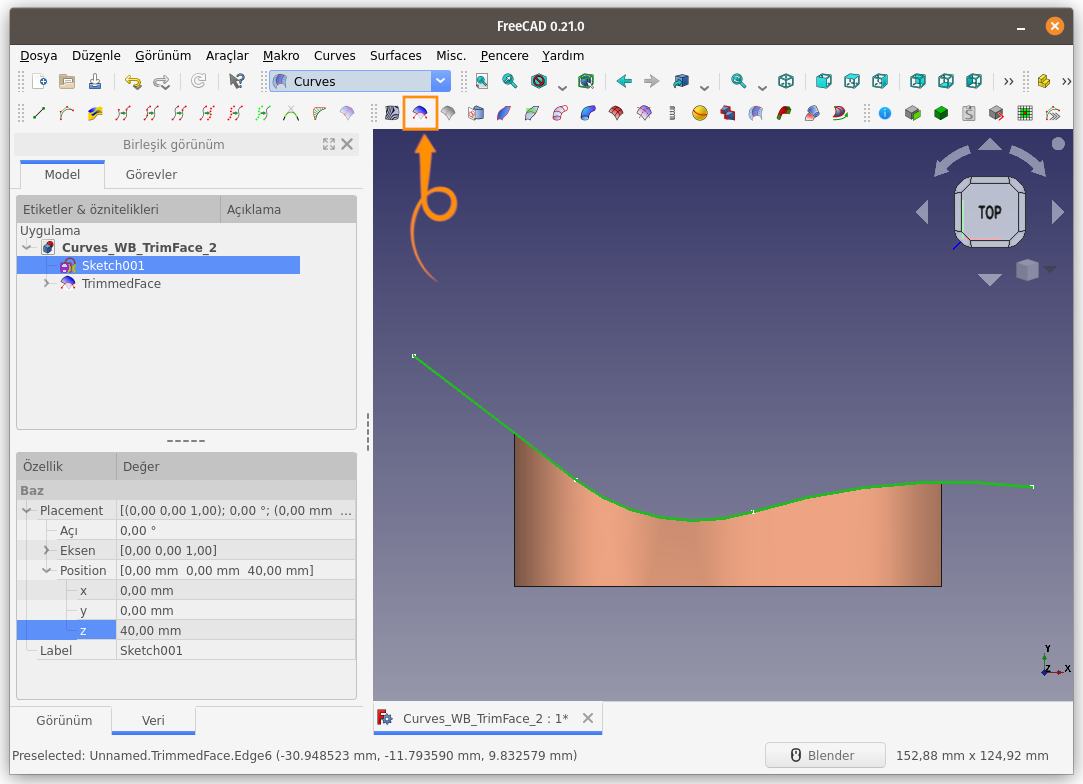 FreeCAD 0.21.0
Dosya Düzenle Görünüm Araçlar Makro Curves Surfaces Misc. Pencere Yardım
Curves
Birleşik görünüm
Model Görevler
Etiketler & öznitelikleri Açıklama
Uygulama
Curves_WB_TrimFace_2
Sketch001
TrimmedFace
TOP
Özellik Değer
Baz
Placement [(0,00 0,00 1,00); 0,00 °; (0,00 mm ...
Açı 0,00 °
Eksen [0,00 0,00 1,00]
Position [0,00 mm 0,00 mm 40,00 mm]
x 0,00 mm
y 0,00 mm
z 40,00 mm
Label Sketch001
Y
Z
X
Görünüm Veri
Curves_WB_TrimFace_2 : 1*
Preselected: Unnamed.TrimmedFace.Edge6 (-30.948523 mm, -11.793590 mm, 9.832579 mm)
Blender
152,88 mm x 124,92 mm